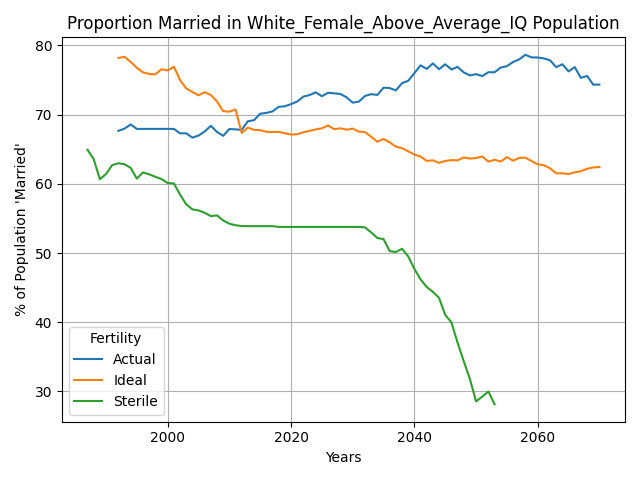 Proportion Married in White_Female_Above_Average_IQ Population
% of Population 'Married'
80
70
60
50
40
30
Fertility
Actual
Ideal
Sterile
2000
2020
2040
2060
Years